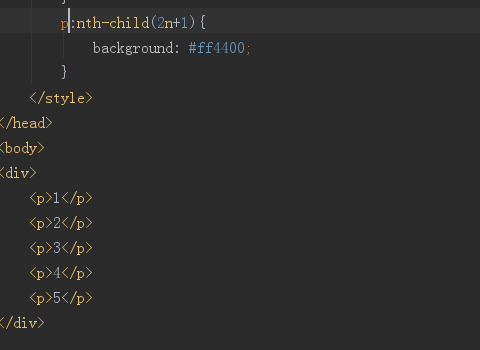 }
p:nth-child(2n+1){
background: #ff4400;
}
</style>
</head>
<body>
<div>
<p>1</p>
<p>2</p>
<p>3</p>
<p>4</p>
<p>5</p>
</div>